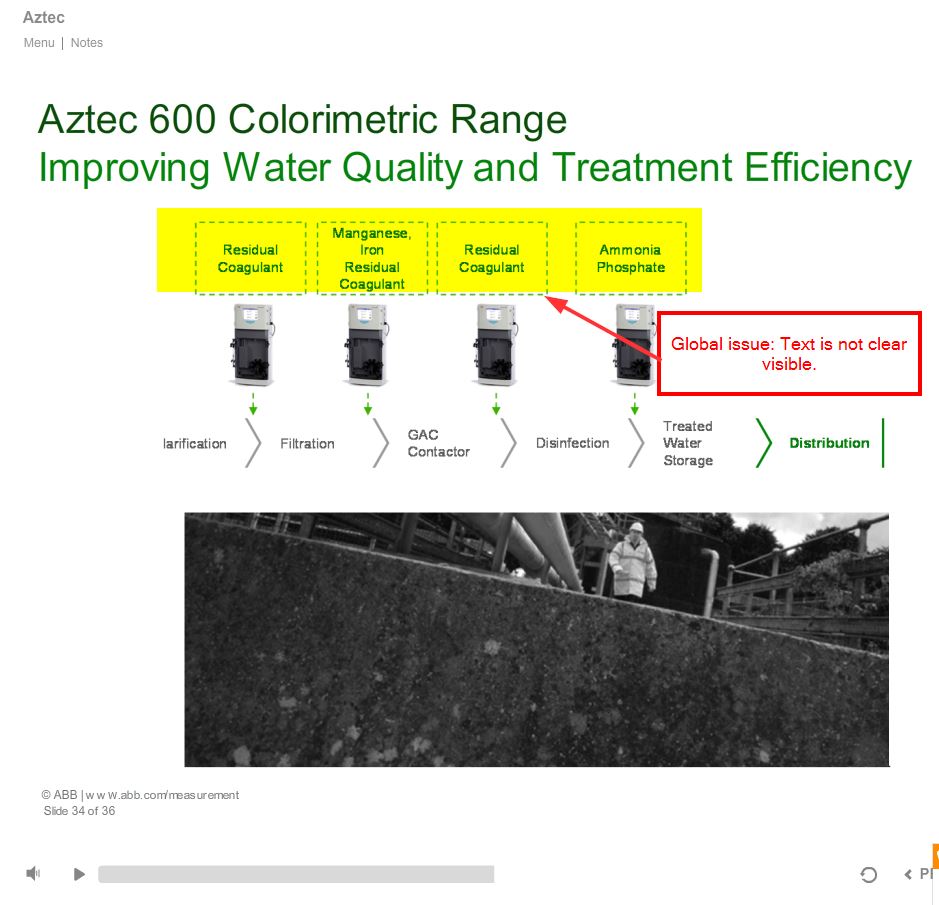 Aztec
Menu | Notes
Aztec 600 Colorimetric Range
Improving Water Quality and Treatment Efficiency
Residual
Coagulant
Manganese,
Iron
Residual
Coagulant
Residual
Coagulant
Ammonia
Phosphate
Global issue: Text is not clear
visible.
larification
Filtration
GAC
Contactor
Disinfection
Treated
Water
Storage
Distribution
© ABB | www.abb.com/measurement
Slide 34 of 36